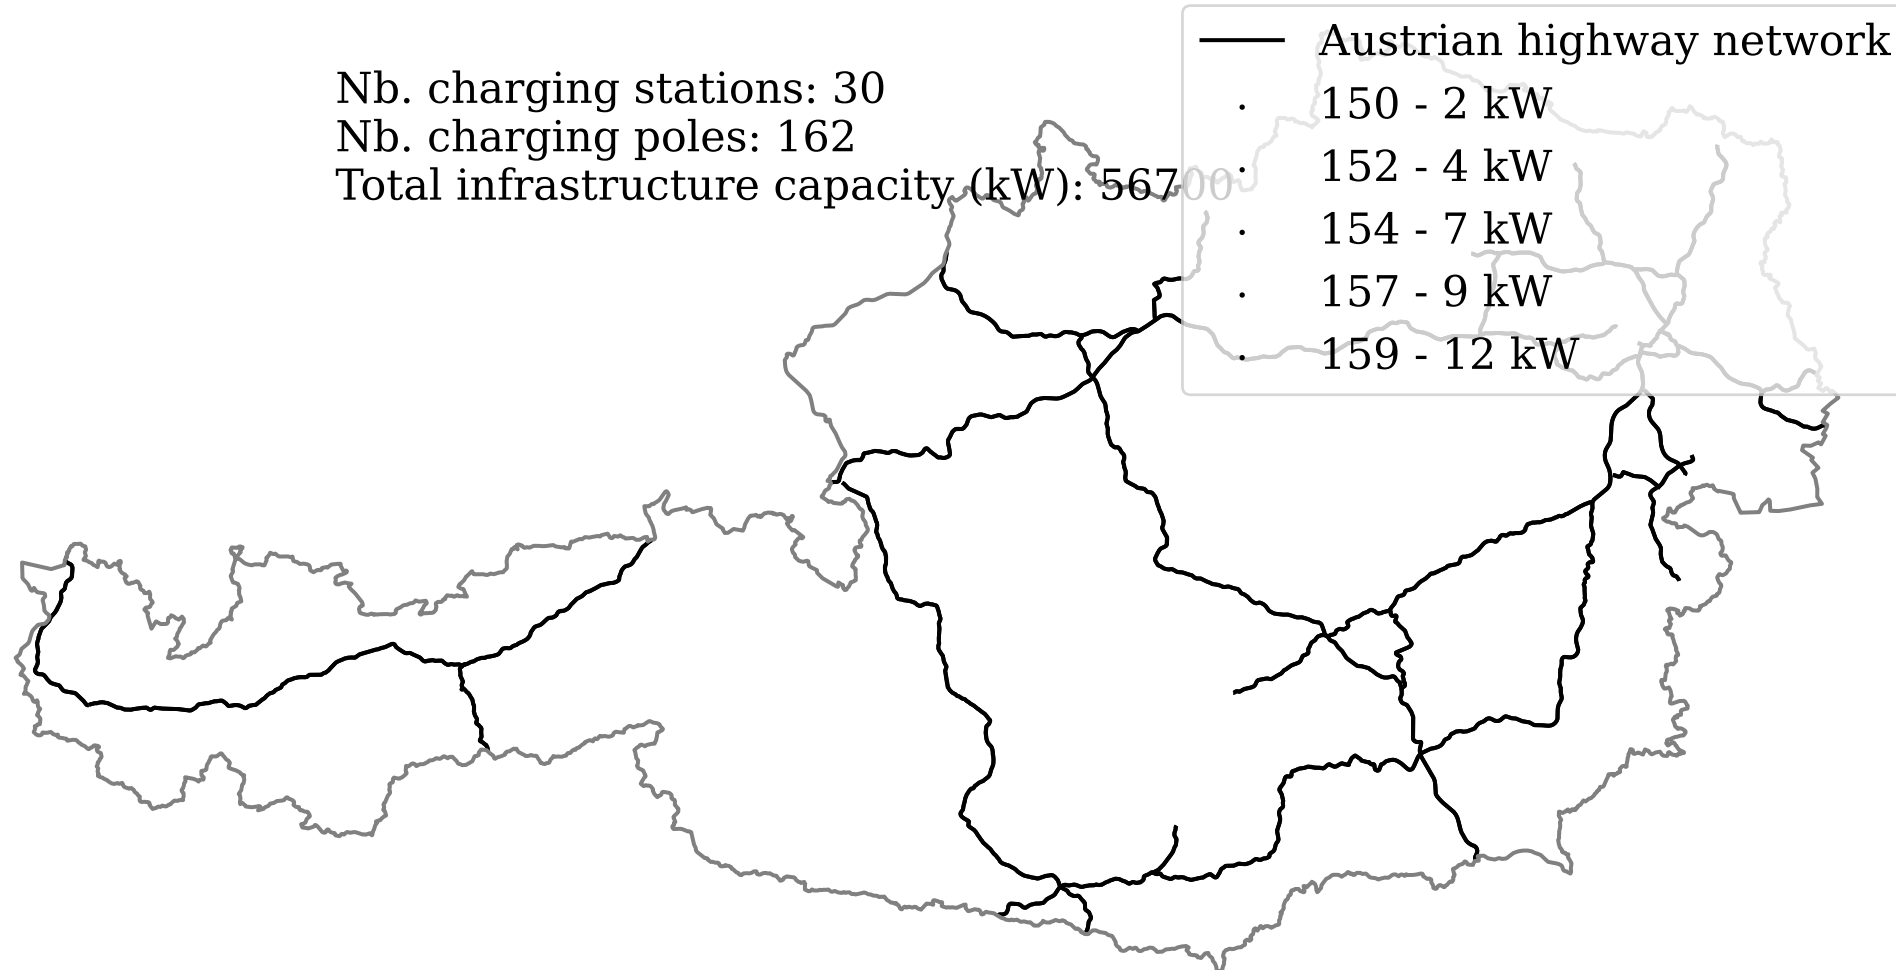 Nb. charging stations: 30
Nb. charging poles: 162
Total infrastructure capacity (kW): 56700
Austrian highway network
150 - 2 kW
152 - 4 kW
154 - 7 kW
157 - 9 kW
159 - 12 kW